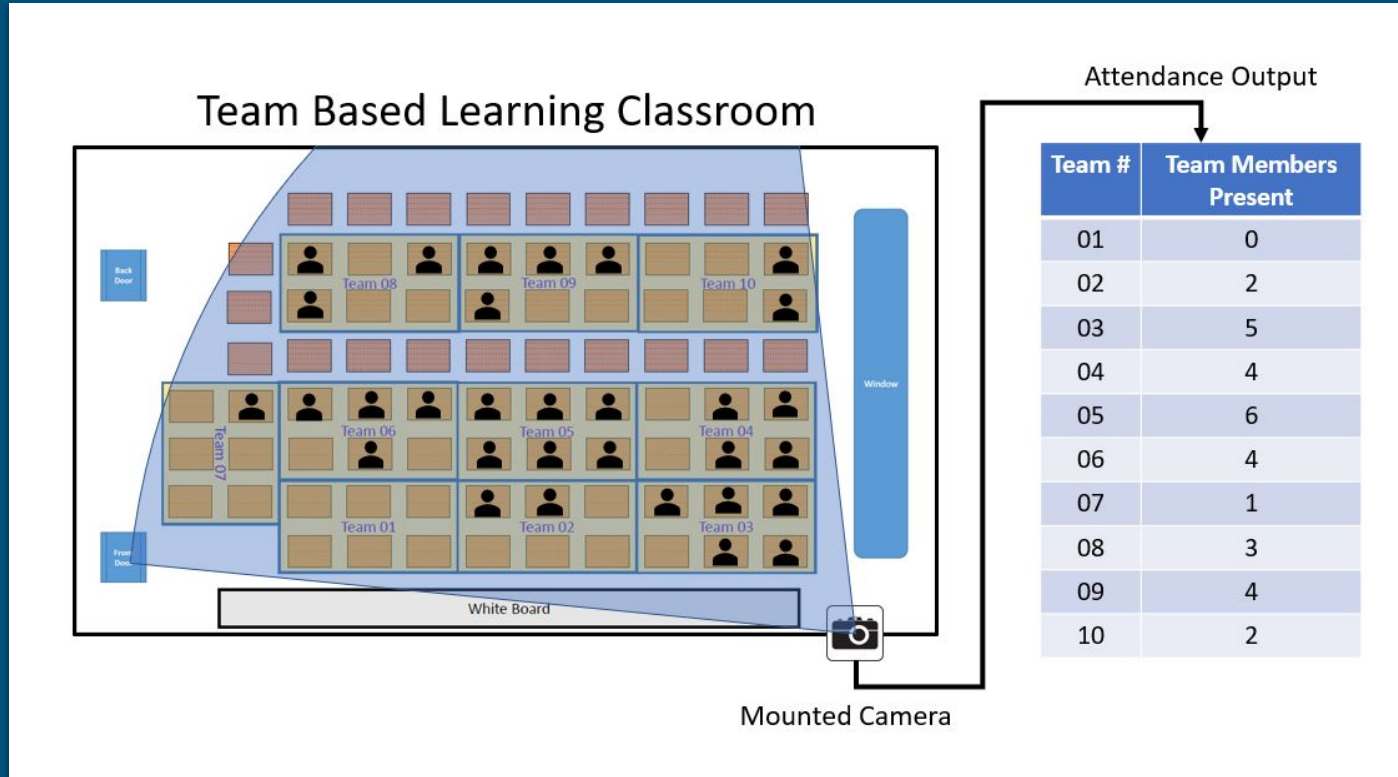 Team Based Learning Classroom
Attendance Output
Team # Team Members Present
01 0
02 2
03 5
04 4
05 6
06 4
07 1
08 3
09 4
10 2
Back
Door
Team 08 Team 09 Team 10
Window
Team 07
Team 06 Team 05 Team 04
Team 01 Team 02 Team 03
Front
Door
White Board
Mounted Camera